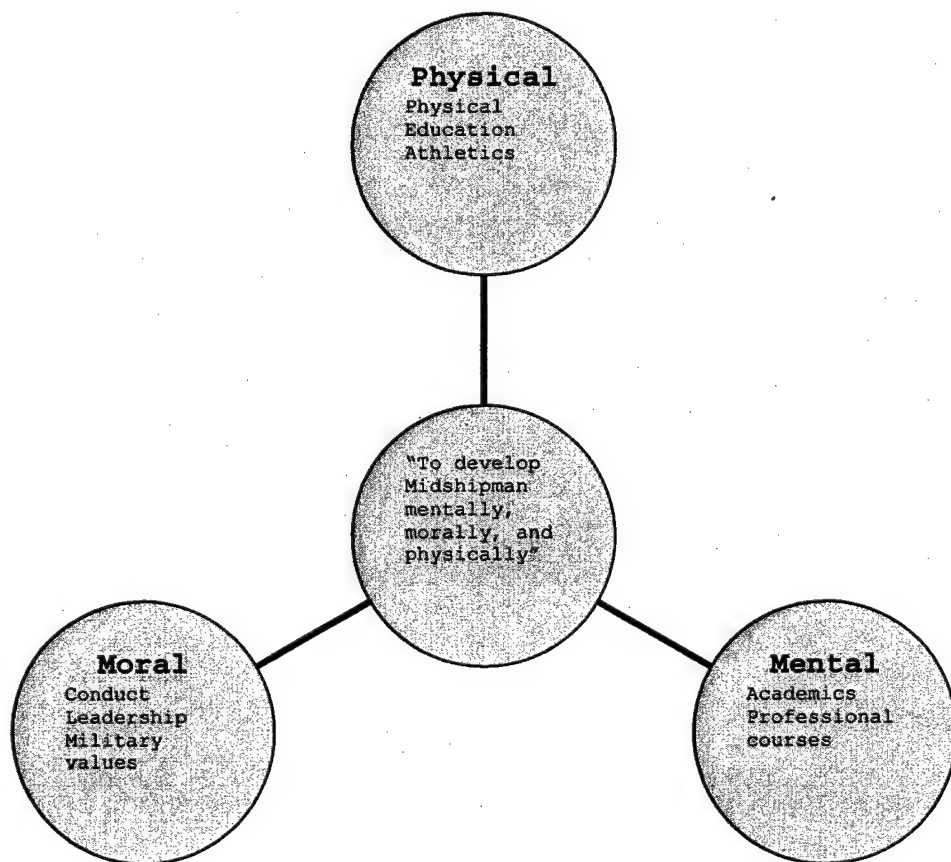 Physical
Physical
Education
Athletics
"To develop
Midshipman
mentally,
morally, and
physically"
Moral
Conduct
Leadership
Military
values
Mental
Academics
Professional
courses